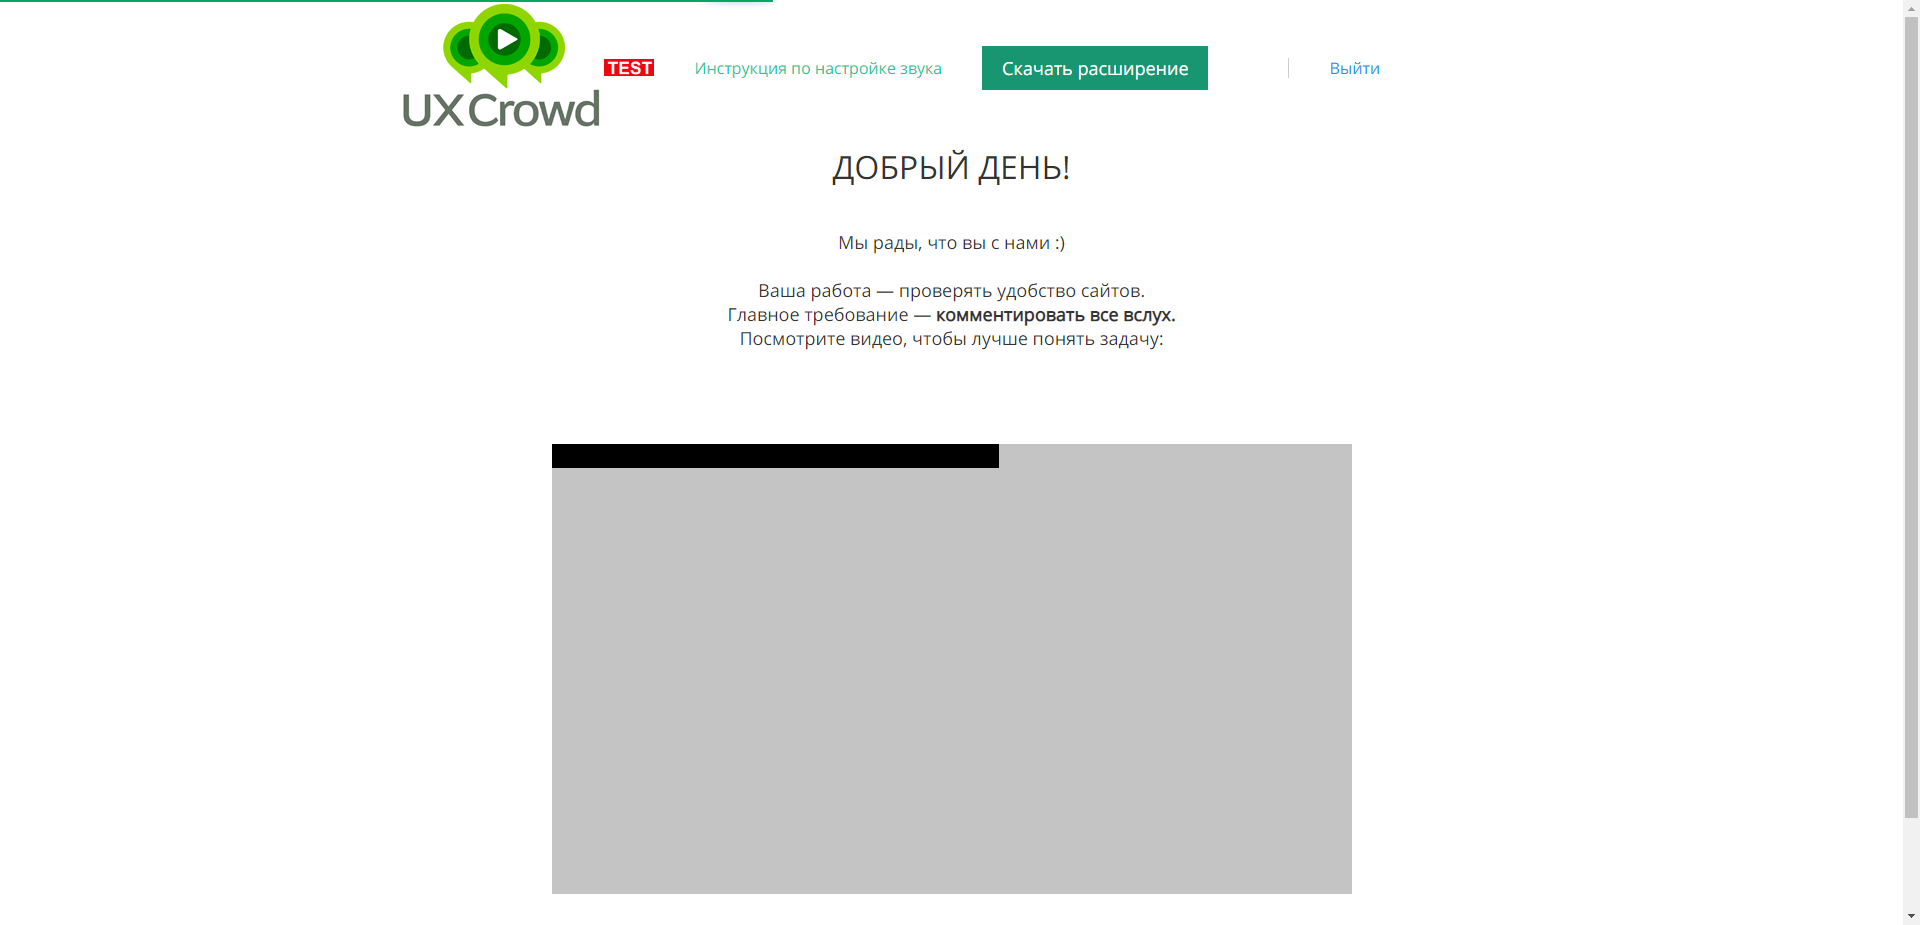 UXCrowd
TEST
Инструкция по настройке звука
Скачать расширение
Выйти
ДОБРЫЙ ДЕНЬ!
Мы рады, что вы с нами :)
Ваша работа — проверять удобство сайтов.
Главное требование — комментировать все вслух.
Посмотрите видео, чтобы лучше понять задачу: